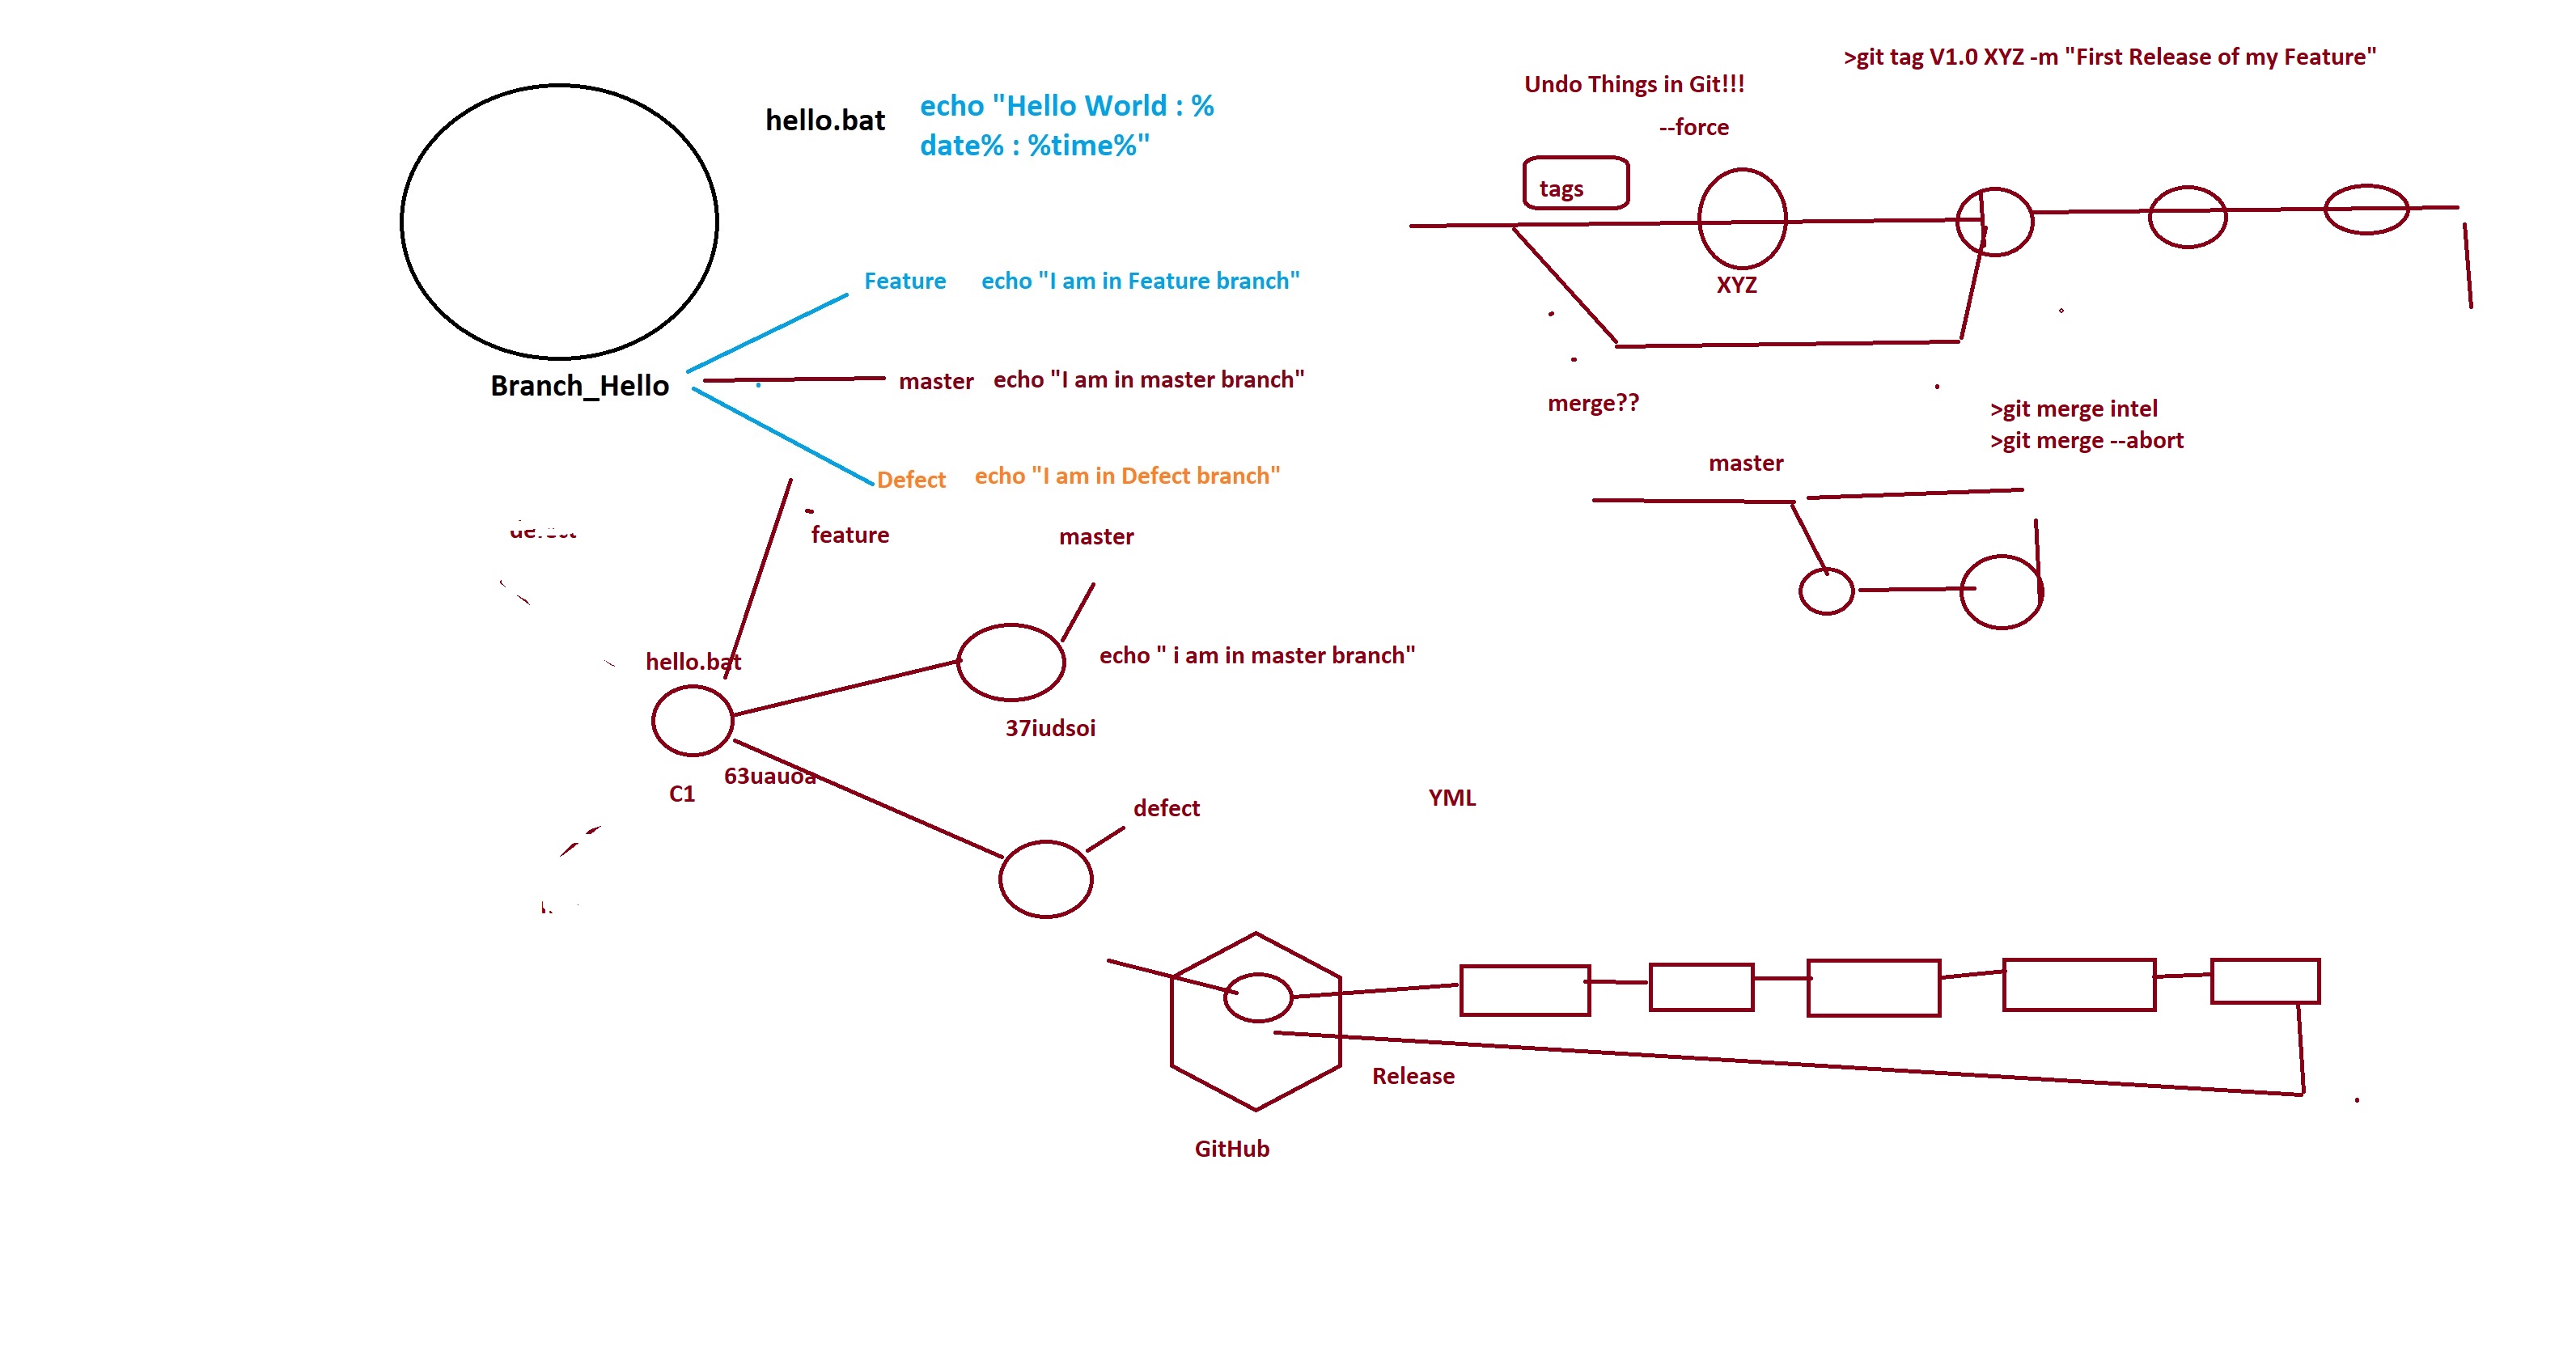 >git tag V1.0 XYZ -m "First Release of my Feature"
Undo Things in Git!!!
--force
hello.bat
echo "Hello World : %
date% : %time%"
tags
XYZ
Feature echo "I am in Feature branch"
Branch_Hello
master echo "I am in master branch"
Defect echo "I am in Defect branch"
merge??
>git merge intel
>git merge --abort
master
feature
master
hello.bat
echo " i am in master branch"
37iudsoi
63uauoa
C1
defect
YML
Release
GitHub